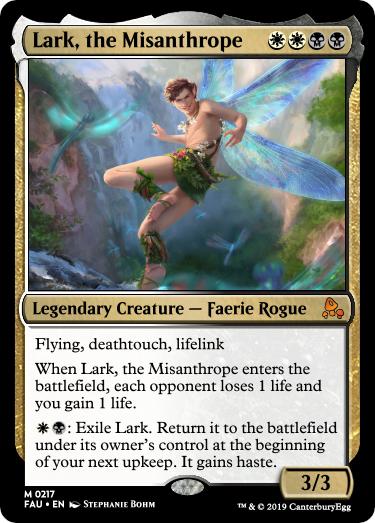 Lark, the Misanthrope
Legendary Creature — Faerie Rogue
Flying, deathtouch, lifelink
When Lark, the Misanthrope enters the
battlefield, each opponent loses 1 life and
you gain 1 life.
: Exile Lark. Return it to the battlefield
under its owner's control at the beginning
of your next upkeep. It gains haste.
3/3
M 0217
FAU • EN Stephanie Bohm
™ & © 2019 CanterburyEgg